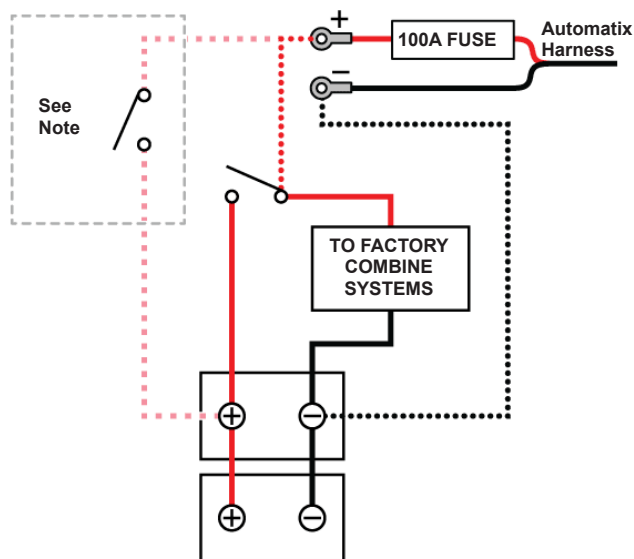 +
100A FUSE
Automatix
Harness
−
See
Note
TO FACTORY
COMBINE
SYSTEMS
+ −
+ −